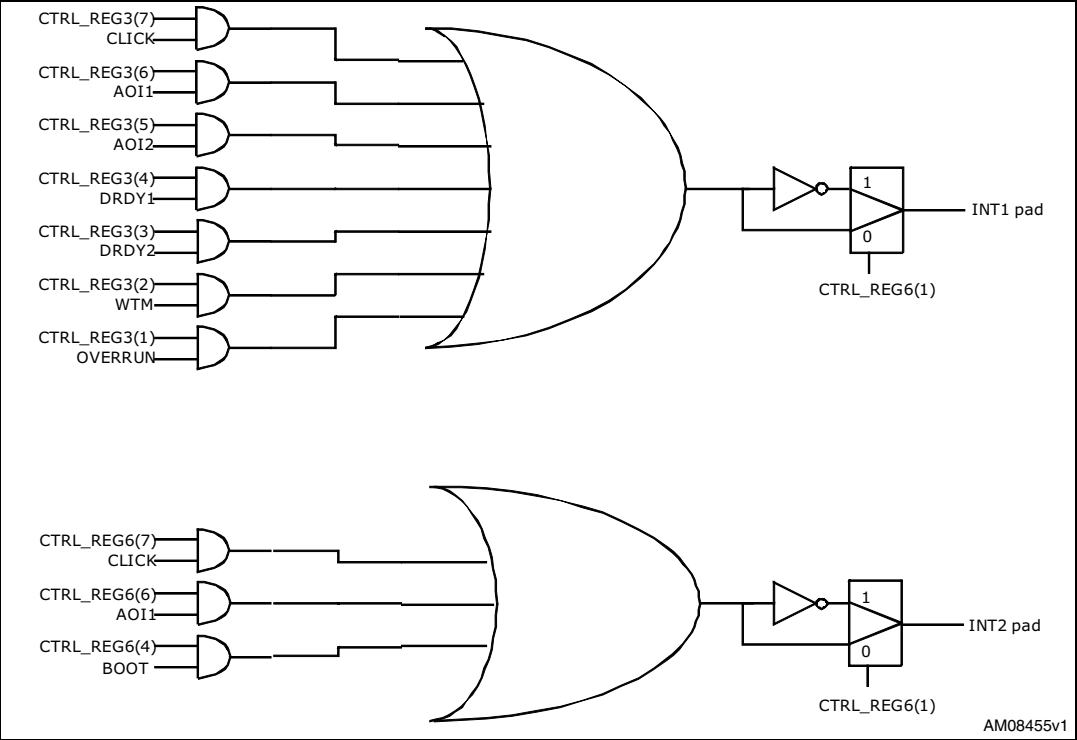 CTRL_REG3(7)
CLICK
CTRL_REG3(6)
AOI1
CTRL_REG3(5)
AOI2
CTRL_REG3(4)
DRDY1
CTRL_REG3(3)
DRDY2
CTRL_REG3(2)
WTM
CTRL_REG3(1)
OVERRUN
1
0
INT1 pad
CTRL_REG6(1)
CTRL_REG6(7)
CLICK
CTRL_REG6(6)
AOI1
CTRL_REG6(4)
BOOT
1
0
INT2 pad
CTRL_REG6(1)
AM08455v1